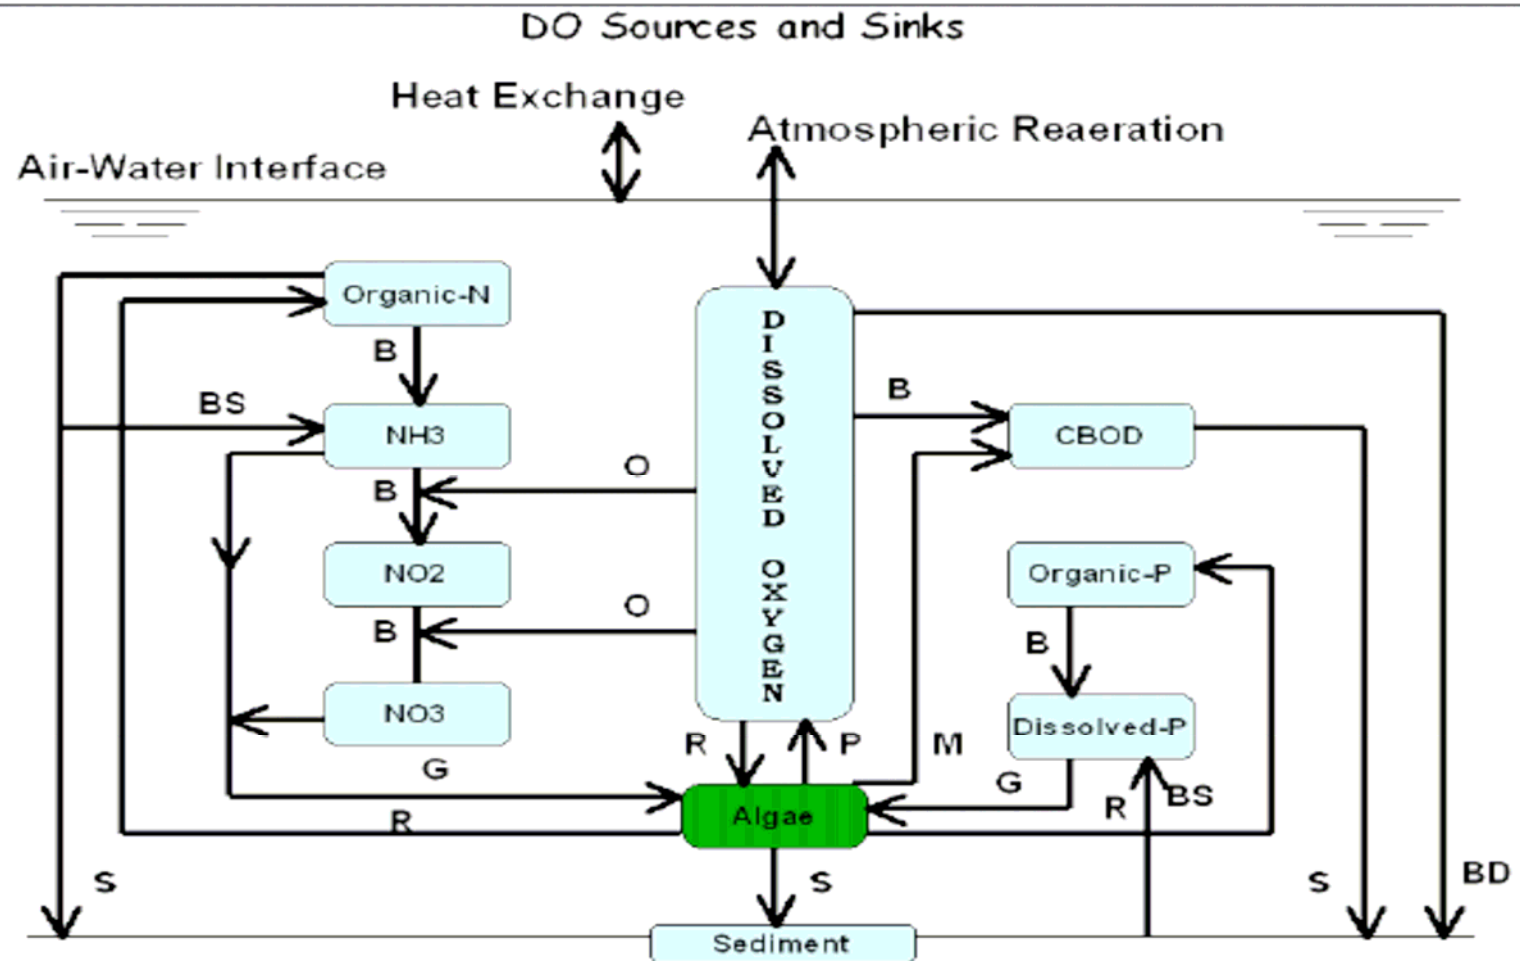 DO Sources and Sinks
Heat Exchange
Atmospheric Reaeration
Air-Water Interface
Organic-N
B
BS
NH3
B
O
NO2
B
O
NO3
G
R
S
DISSOLVED OXYGEN
B
CBOD
Organic-P
B
Dissolved-P
R
P
M
G
R
BS
Algae
S
S
BD
Sediment